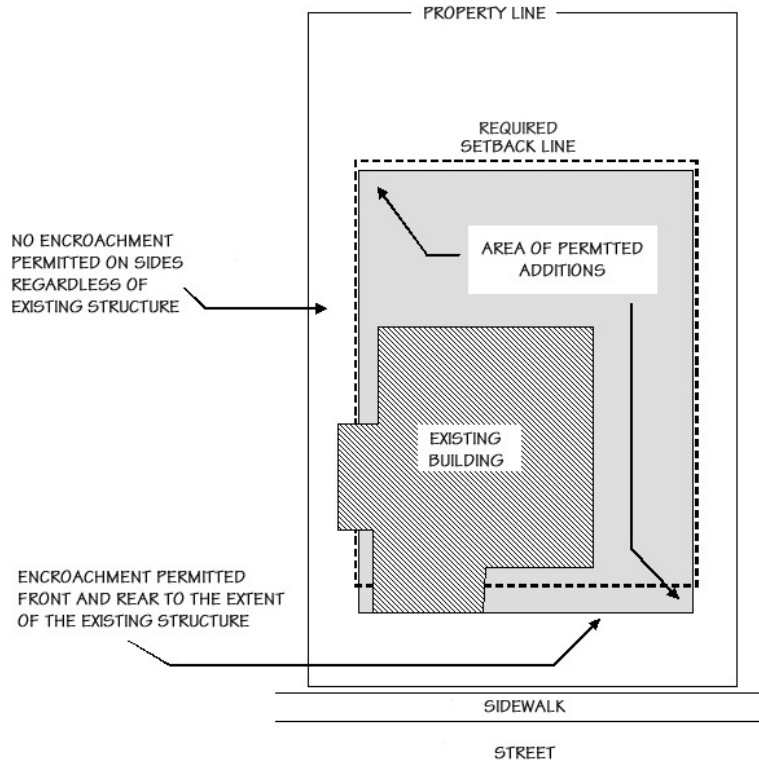 PROPERTY LINE
REQUIRED
SETBACK LINE
NO ENCROACHMENT
PERMITTED ON SIDES
REGARDLESS OF
EXISTING STRUCTURE
AREA OF PERMTTED
ADDITIONS
EXISTING
BUILDING
ENCROACHMENT PERMITTED
FRONT AND REAR TO THE EXTENT
OF THE EXISTING STRUCTURE
SIDEWALK
STREET